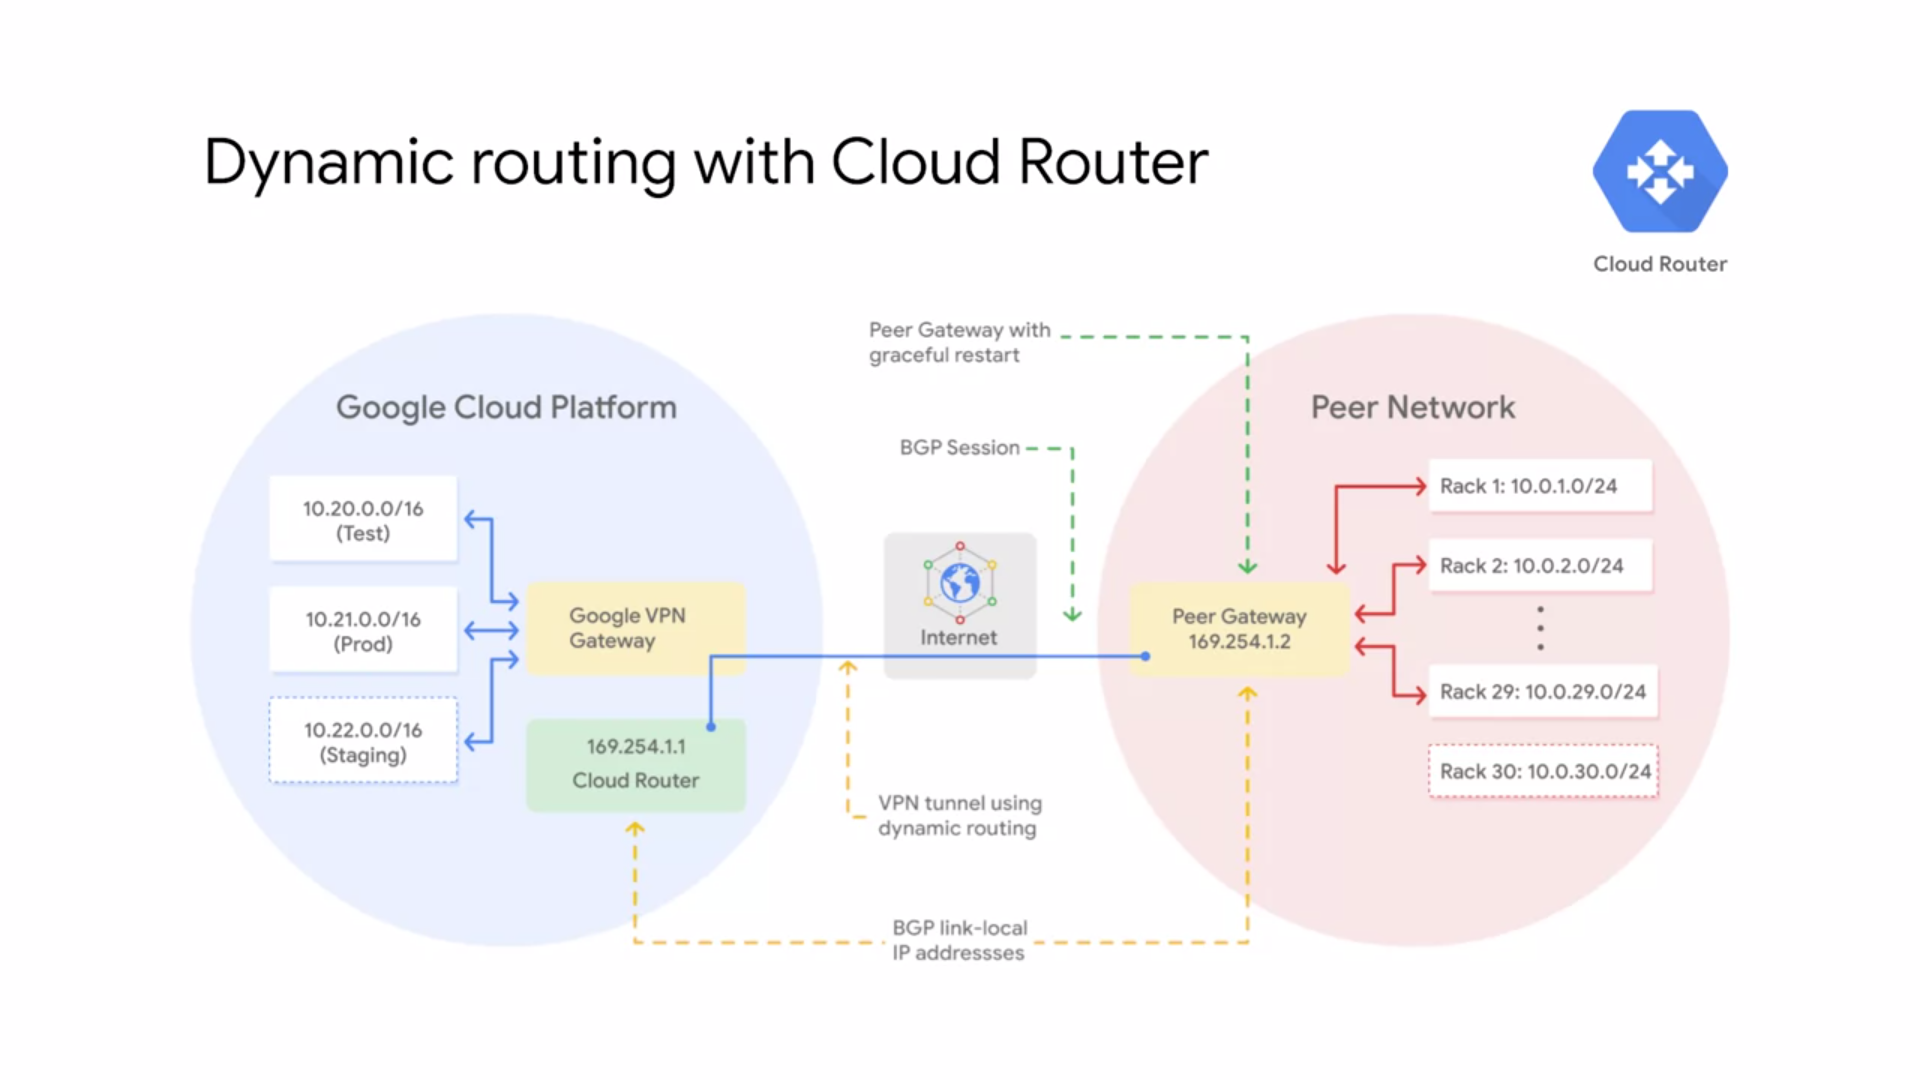 Dynamic routing with Cloud Router
Cloud Router
Peer Gateway with
graceful restart
Google Cloud Platform
Peer Network
BGP Session
10.20.0.0/16
(Test)
10.21.0.0/16
(Prod)
10.22.0.0/16
(Staging)
Google VPN
Gateway
169.254.1.1
Cloud Router
Internet
Peer Gateway
169.254.1.2
Rack 1: 10.0.1.0/24
Rack 2: 10.0.2.0/24
Rack 29: 10.0.29.0/24
Rack 30: 10.0.30.0/24
VPN tunnel using
dynamic routing
BGP link-local
IP addressses